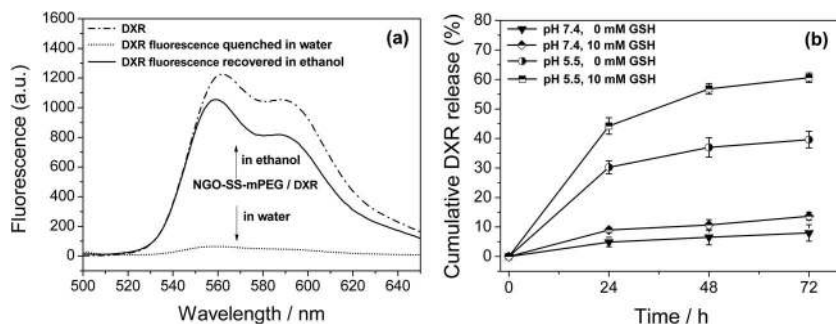 DXR
DXR fluorescence quenched in water
DXR fluorescence recovered in ethanol
(a)
1600
1400
1200
1000
800
600
400
200
0
Fluorescence (a.u.)
in ethanol
NGO-SS-mPEG / DXR
in water
500 520 540 560 580 600 620 640
Wavelength / nm
pH 7.4, 0 mM GSH
pH 7.4, 10 mM GSH
pH 5.5, 0 mM GSH
pH 5.5, 10 mM GSH
(b)
80
70
60
50
40
30
20
10
0
Cumulative DXR release (%)
0 24 48 72
Time / h